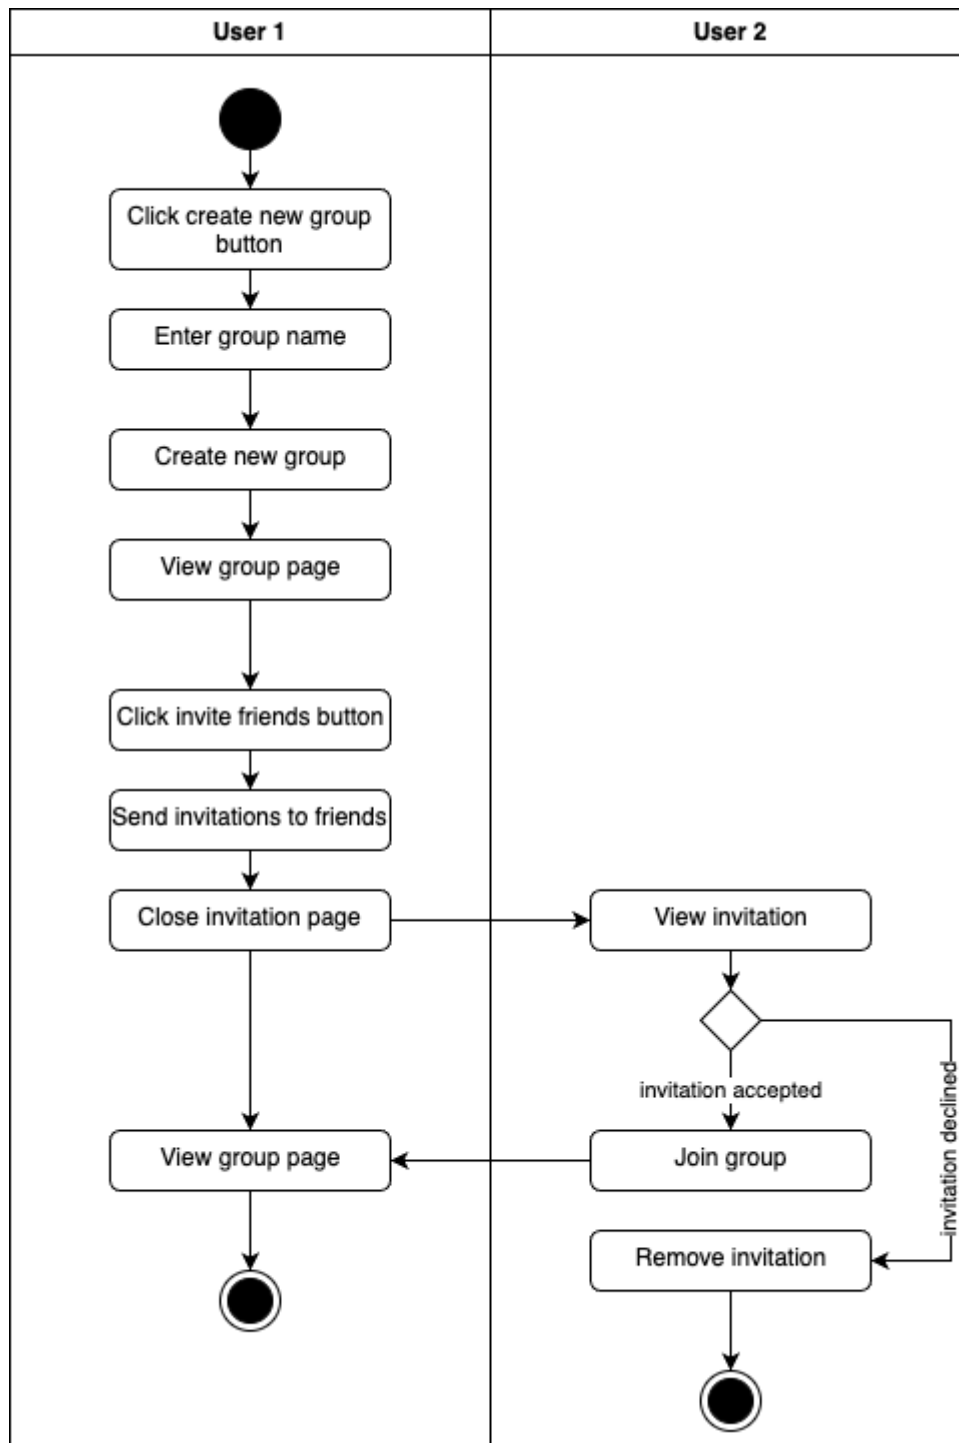 User 1
User 2
Click create new group
button
Enter group name
Create new group
View group page
Click invite friends button
Send invitations to friends
Close invitation page
View invitation
invitation accepted
invitation declined
View group page
Join group
Remove invitation